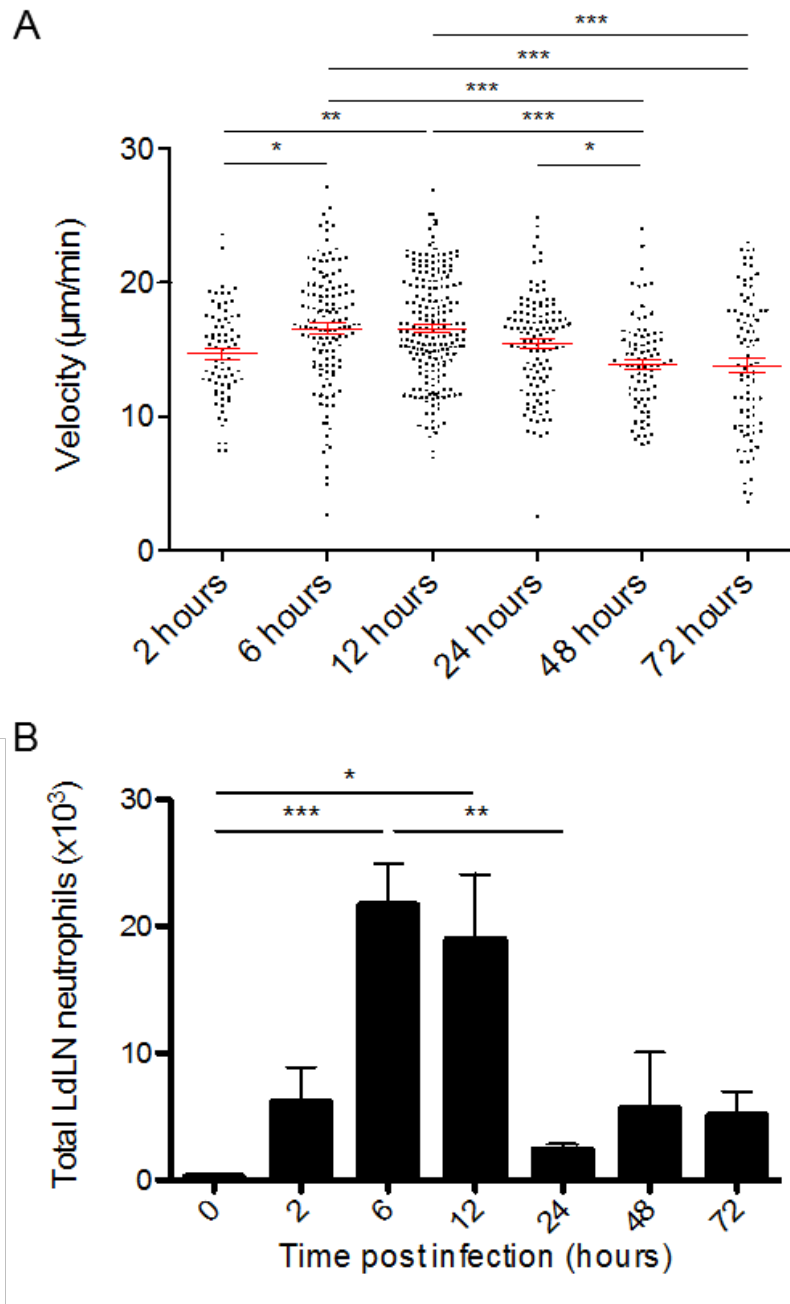 A
***
***
***
** ***
* *
30
20
10
0
Velocity (µm/min)
2 hours
6 hours
12 hours
24 hours
48 hours
72 hours
B
*
*** **
30
20
10
0
Total LdLN neutrophils (x10³)
0 2 6 12 24 48 72
Time post infection (hours)